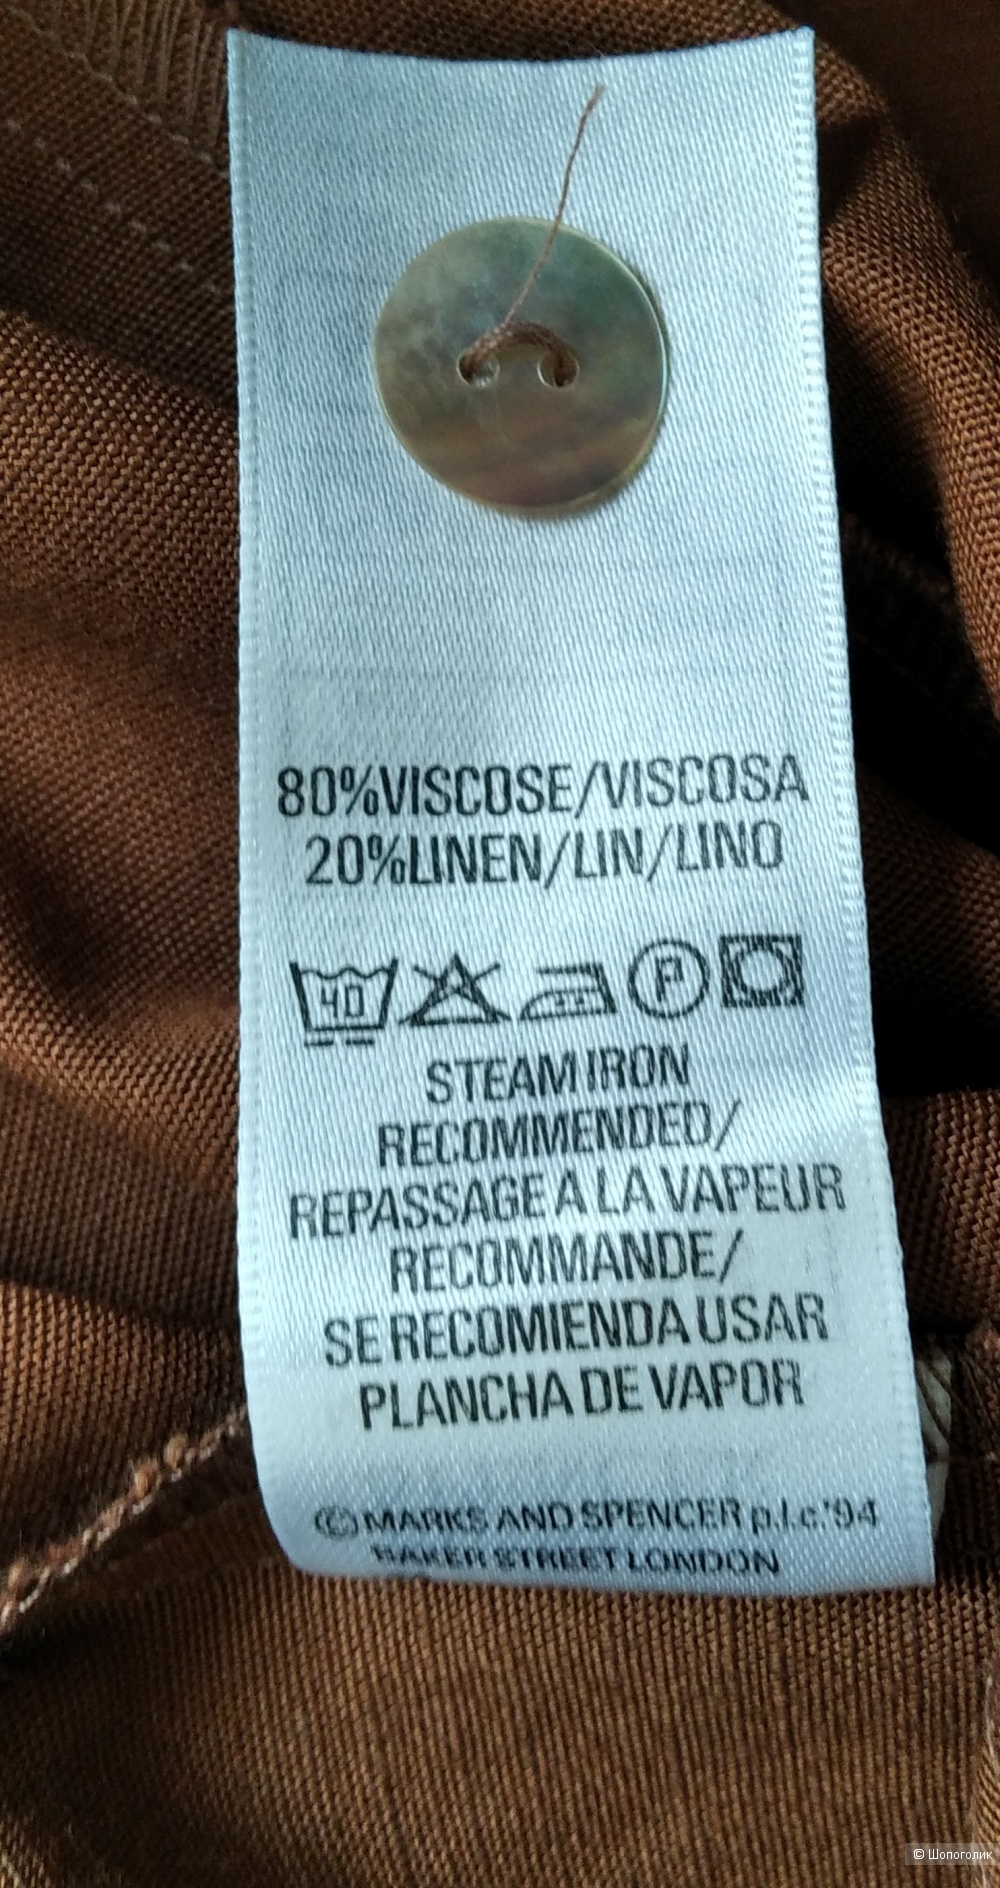 80%VISCOSE/VISCOSA
20%LINEN/LIN/LINO
40
P
STEAM IRON
RECOMMENDED/
REPASSAGE A LA VAPEUR
RECOMMANDE/
SE RECOMIENDA USAR
PLANCHA DE VAPOR
© MARKS AND SPENCER p.l.c.'94
BAKER STREET LONDON
© Шопоголик